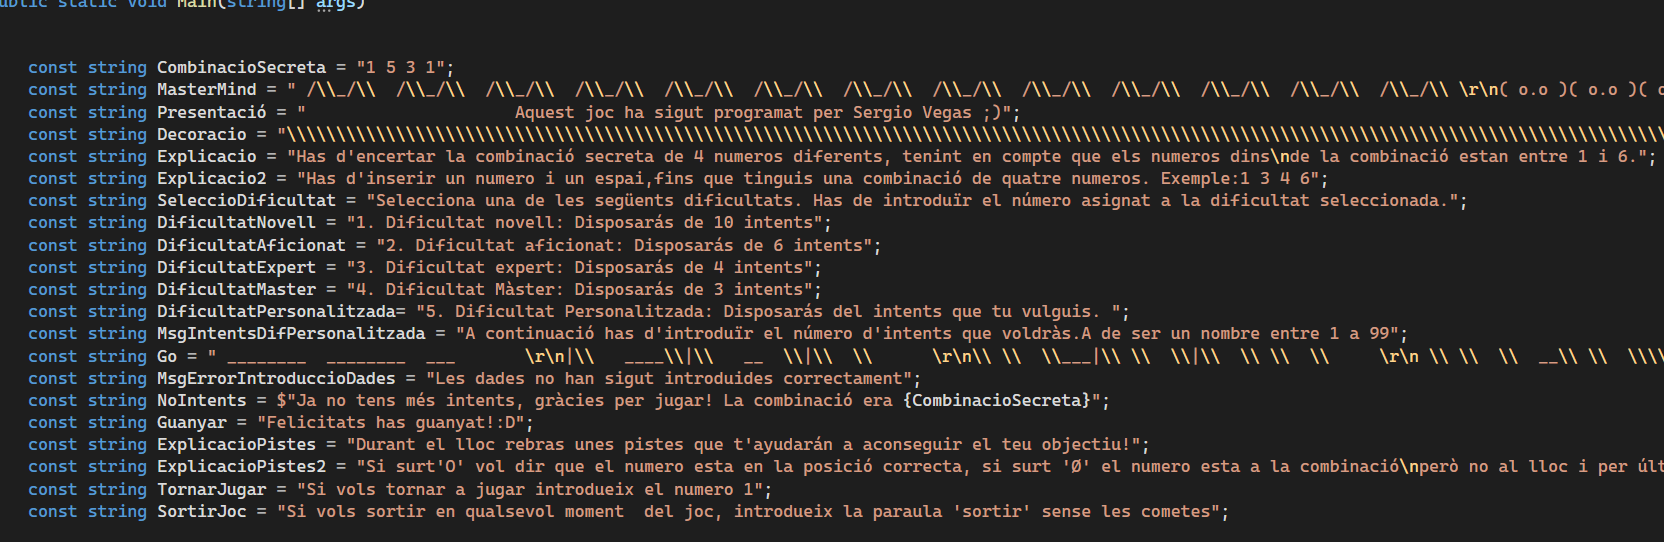 public static void Main(string[] args)
const string CombinacioSecreta = "1 5 3 1";
const string MasterMind = " /\\_/\\  /\\_/\\  /\\_/\\  /\\_/\\  /\\_/\\  /\\_/\\  /\\_/\\  /\\_/\\  /\\_/\\  /\\_/\\  /\\_/\\  /\\_/\\  /\\_/\\ \r\n( o.o )( o.o )( o
const string Presentació = "                     Aquest joc ha sigut programat per Sergio Vegas ;)";
const string Decoracio =
const string Explicacio = "Has d'encertar la combinació secreta de 4 numeros diferents, tenint en compte que els numeros dins\nde la combinació estan entre 1 i 6.";
const string Explicacio2 = "Has d'inserir un numero i un espai,fins que tinguis una combinació de quatre numeros. Exemple:1 3 4 6";
const string SeleccioDificultat = "Selecciona una de les següents dificultats. Has de introduïr el número asignat a la dificultat seleccionada.";
const string DificultatNovell = "1. Dificultat novell: Disposarás de 10 intents";
const string DificultatAficionat = "2. Dificultat aficionat: Disposarás de 6 intents";
const string DificultatExpert = "3. Dificultat expert: Disposarás de 4 intents";
const string DificultatMaster = "4. Dificultat Màster: Disposarás de 3 intents";
const string DificultatPersonalitzada= "5. Dificultat Personalitzada: Disposarás del intents que tu vulguis. ";
const string MsgIntentsDifPersonalitzada = "A continuació has d'introduïr el número d'intents que voldràs.A de ser un nombre entre 1 a 99";
const string Go = " ________  ________  ___       \r\n|\\   ____\\|\\   __  \\|\\  \\      \r\n\\ \\  \\___|\\ \\  \\|\\  \\ \\  \\     \r\n \\ \\  \\  __\\ \\  \\\\
const string MsgErrorIntroduccioDades = "Les dades no han sigut introduides correctament";
const string NoIntents = $"Ja no tens més intents, gràcies per jugar! La combinació era {CombinacioSecreta}";
const string Guanyar = "Felicitats has guanyat!:D";
const string ExplicacioPistes = "Durant el lloc rebras unes pistes que t'ayudarán a aconseguir el teu objectiu!";
const string ExplicacioPistes2 = "Si surt'O' vol dir que el numero esta en la posició correcta, si surt 'Ø' el numero esta a la combinació\nperò no al lloc i per últ
const string TornarJugar = "Si vols tornar a jugar introdueix el numero 1";
const string SortirJoc = "Si vols sortir en qualsevol moment  del joc, introdueix la paraula 'sortir' sense les cometes";